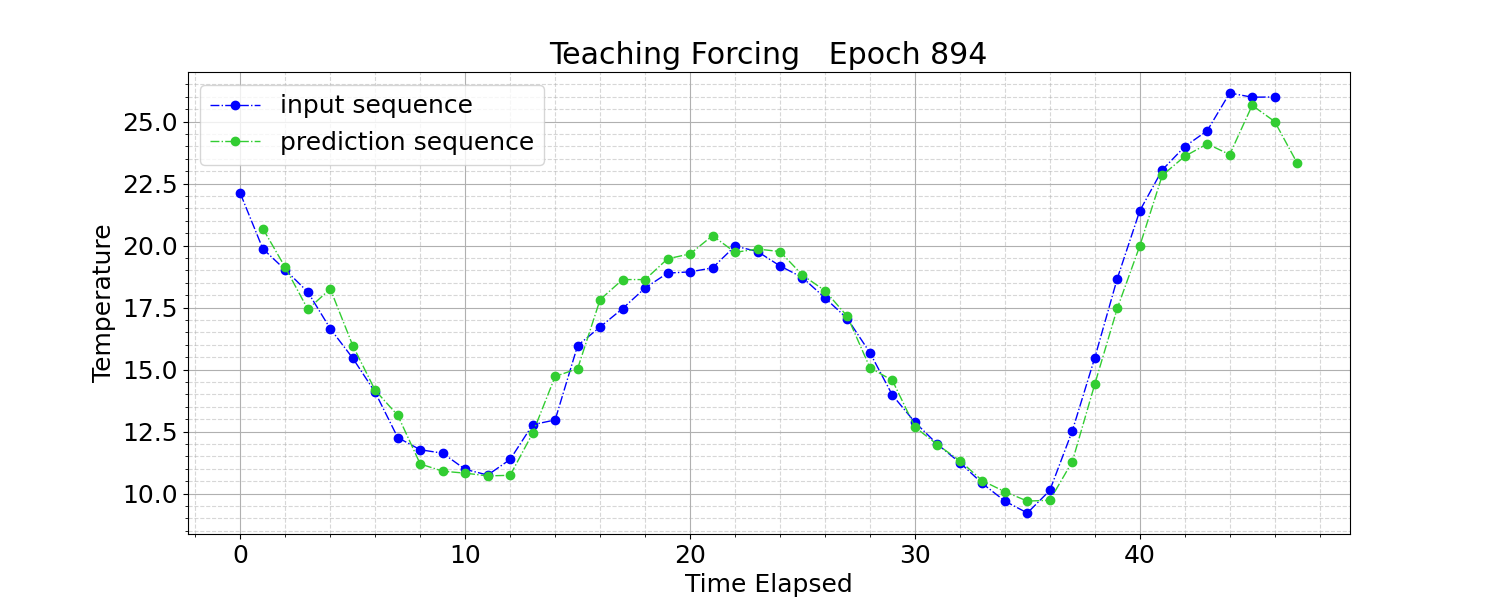 Teaching Forcing   Epoch 894
input sequence
prediction sequence
25.0
22.5
20.0
17.5
15.0
12.5
10.0
Temperature
0 10 20 30 40
Time Elapsed